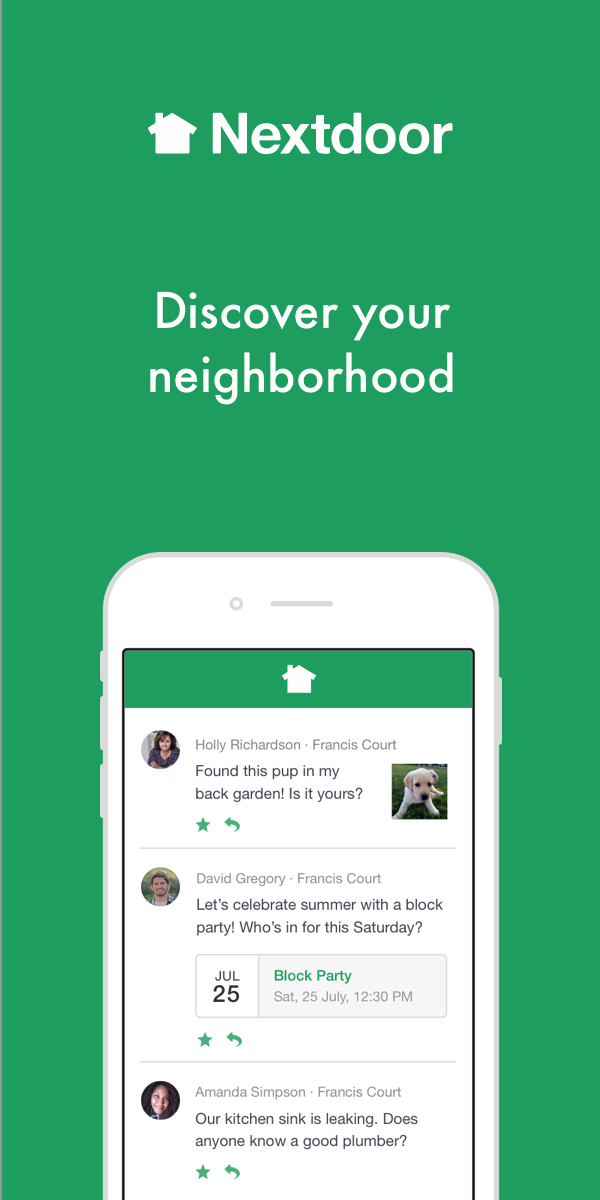 Nextdoor
Discover your
neighborhood
Holly Richardson · Francis Court
Found this pup in my
back garden! Is it yours?
David Gregory · Francis Court
Let's celebrate summer with a block
party! Who's in for this Saturday?
JUL
25
Block Party
Sat, 25 July, 12:30 PM
Amanda Simpson · Francis Court
Our kitchen sink is leaking. Does
anyone know a good plumber?